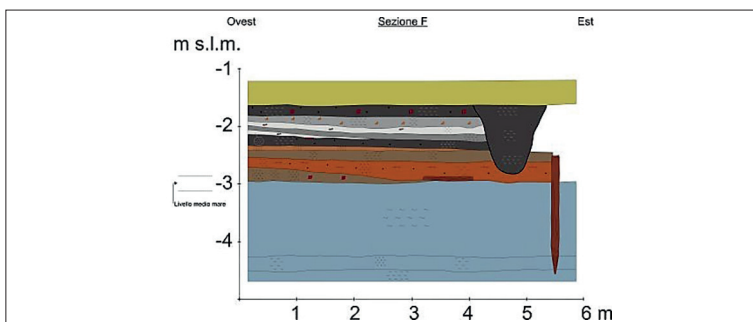 Ovest Sezione F Est
m s.l.m.
-1
-2
-3
Livello medio mare
-4
1 2 3 4 5 6 m